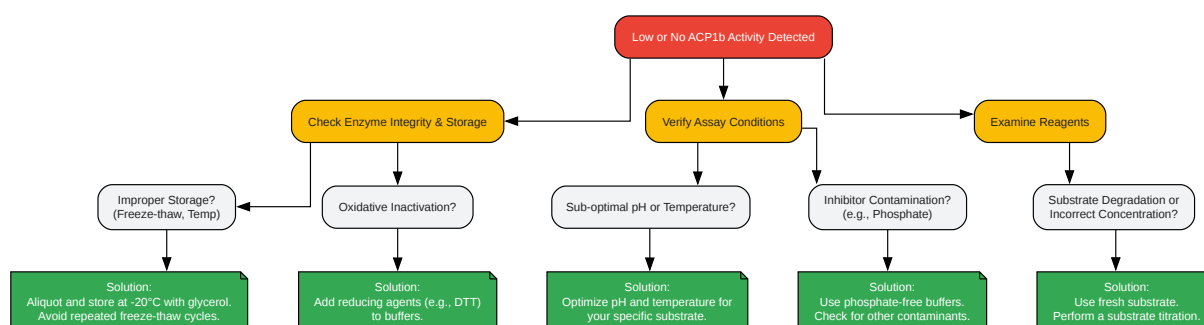 Low or No ACP1b Activity Detected
Check Enzyme Integrity & Storage
Verify Assay Conditions
Examine Reagents
Improper Storage?
(Freeze-thaw, Temp)
Oxidative Inactivation?
Sub-optimal pH or Temperature?
Inhibitor Contamination?
(e.g., Phosphate)
Substrate Degradation or
Incorrect Concentration?
Solution:
Aliquot and store at -20°C with glycerol.
Avoid repeated freeze-thaw cycles.
Solution:
Add reducing agents (e.g., DTT)
to buffers.
Solution:
Optimize pH and temperature for
your specific substrate.
Solution:
Use phosphate-free buffers.
Check for other contaminants.
Solution:
Use fresh substrate.
Perform a substrate titration.